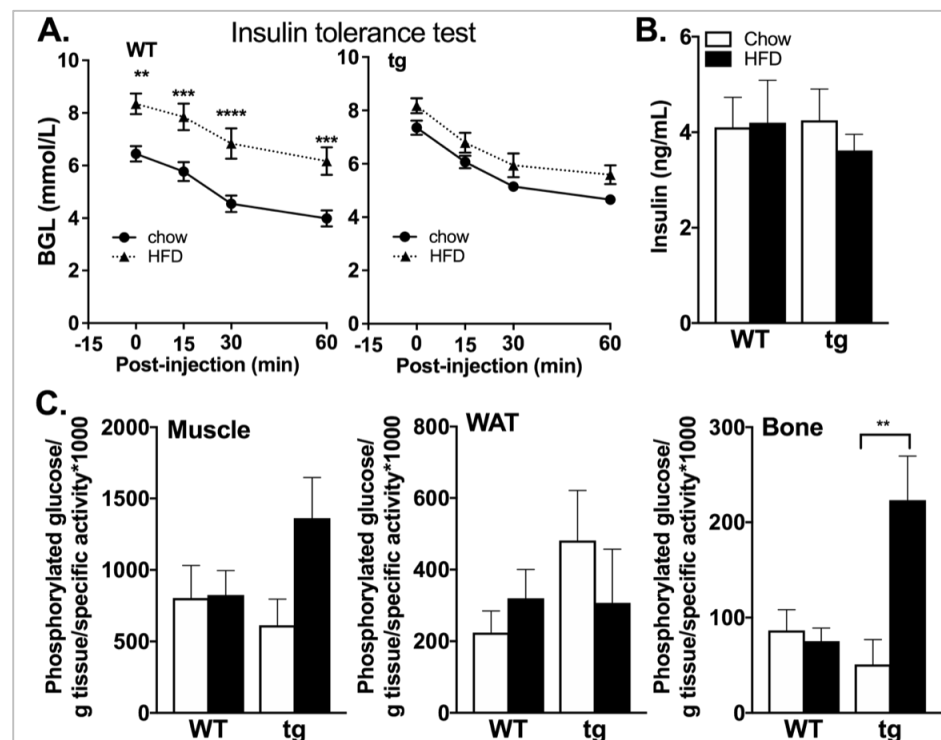 A.
Insulin tolerance test
WT
tg
BGL (mmol/L)
10
8
6
4
2
0
** *** **** ***
chow
HFD
-15 0 15 30 60
Post-injection (min)
10
8
6
4
2
0
chow
HFD
-15 0 15 30 60
Post-injection (min)
B.
Chow
HFD
Insulin (ng/mL)
6
4
2
0
WT tg
C.
Muscle
Phosphorylated glucose/
g tissue/specific activity*1000
2000
1500
1000
500
0
WT tg
WAT
Phosphorylated glucose/
g tissue/specific activity*1000
800
600
400
200
0
WT tg
Bone
Phosphorylated glucose/
g tissue/specific activity*1000
300
200
100
0
**
WT tg